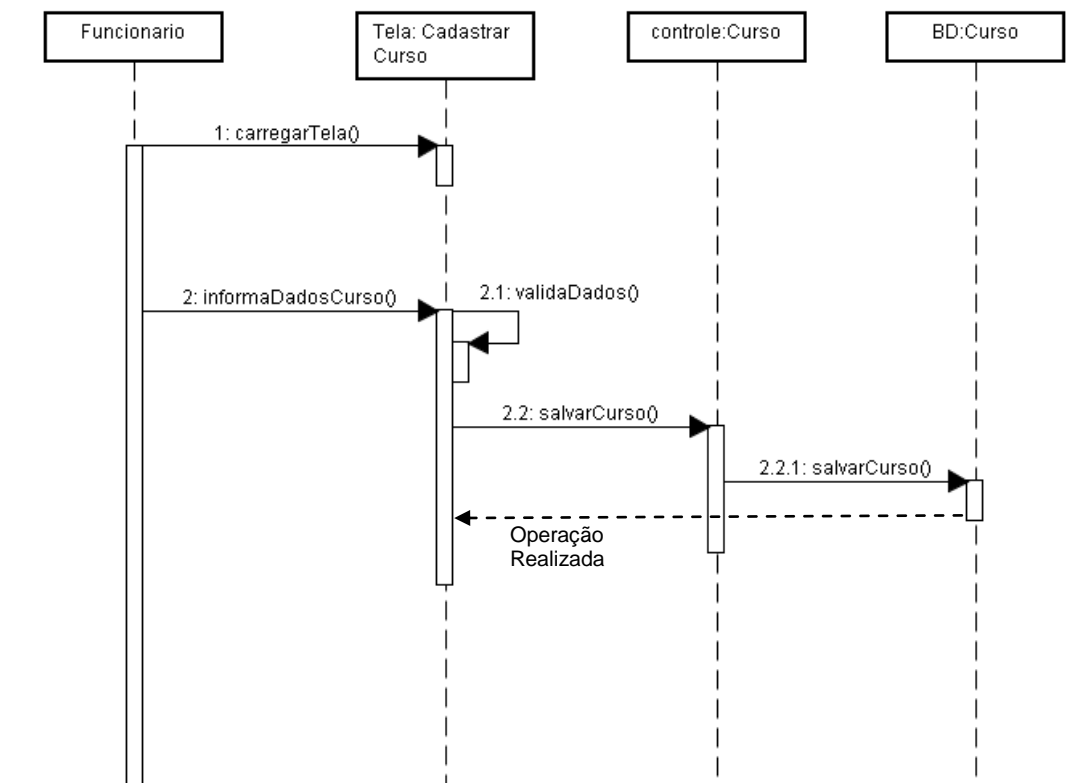 Funcionario
Tela: Cadastrar
Curso
controle:Curso
BD:Curso
1: carregarTela()
2: informaDadosCurso()
2.1: validaDados()
2.2: salvarCurso()
2.2.1: salvarCurso()
Operação
Realizada